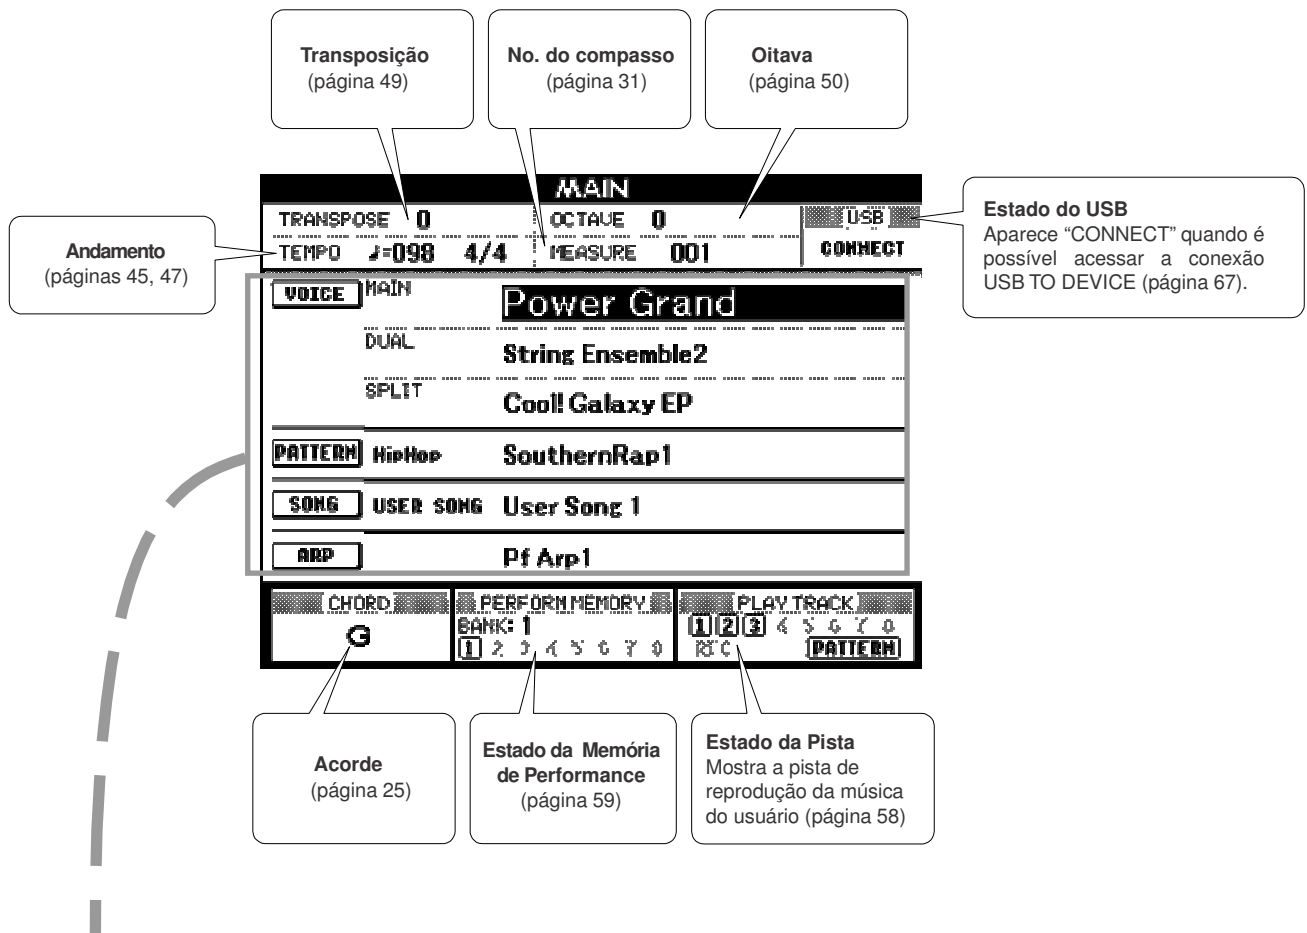 Transposição
(página 49)
No. do compasso
(página 31)
Oitava
(página 50)
MAIN
TRANSPOSE 0
OCTAVE 0
USB
TEMPO ♩=098 4/4
MEASURE 001
CONNECT
Andamento
(páginas 45, 47)
Estado do USB
Aparece “CONNECT” quando é
possível acessar a conexão
USB TO DEVICE (página 67).
VOICE MAIN Power Grand
DUAL String Ensemble2
SPLIT Cool! Galaxy EP
PATTERN HipHop SouthernRap1
SONG USER SONG User Song 1
ARP Pf Arp1
CHORD
G
PERFORM MEMORY
BANK: 1
1 2 3 4 5 6 7 8
PLAY TRACK
1 2 3 4 5 6 7 8
PATTERN
Acorde
(página 25)
Estado da Memória
de Performance
(página 59)
Estado da Pista
Mostra a pista de
reprodução da música
do usuário (página 58)